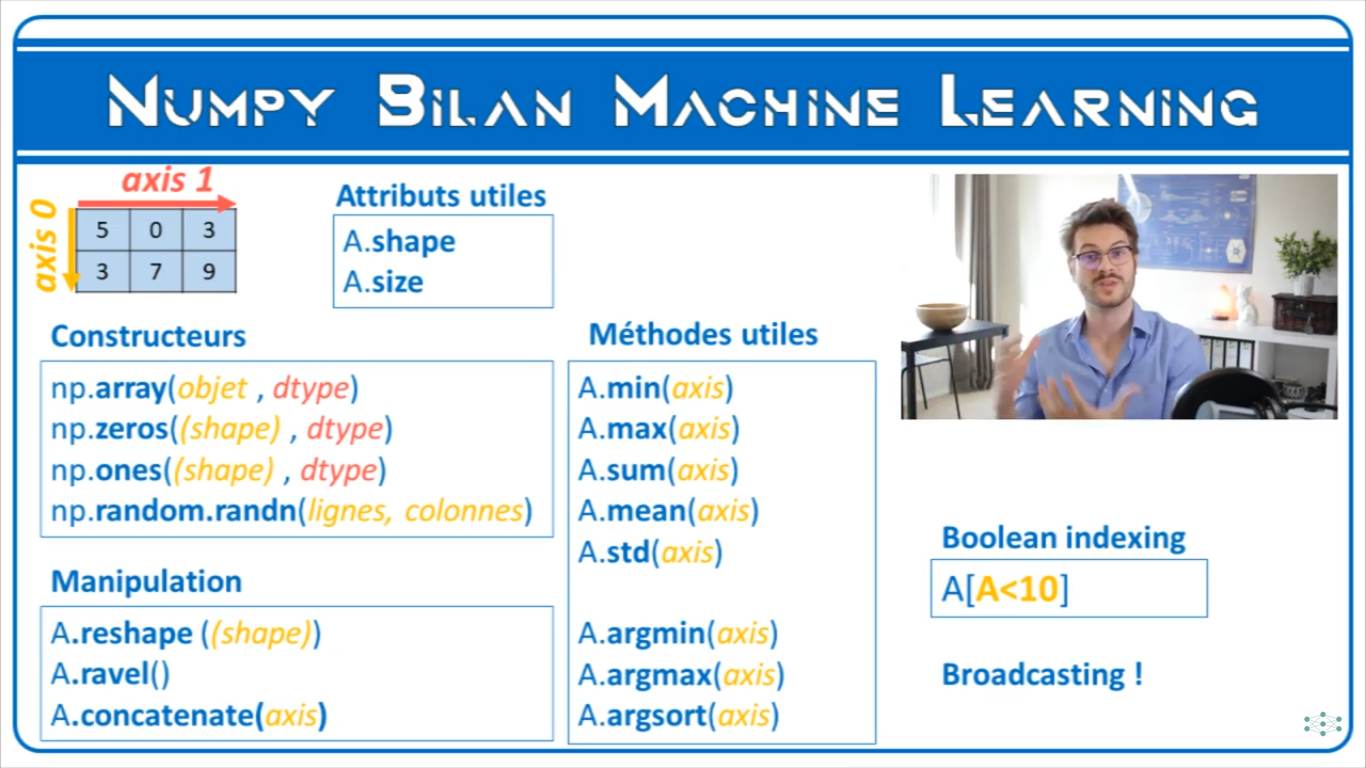 Numpy Bilan Machine Learning
axis 1
axis 0
5 0 3
3 7 9
Attributs utiles
A.shape
A.size
Constructeurs
np.array(objet , dtype)
np.zeros((shape) , dtype)
np.ones((shape) , dtype)
np.random.randn(lignes, colonnes)
Manipulation
A.reshape ((shape))
A.ravel()
A.concatenate(axis)
Méthodes utiles
A.min(axis)
A.max(axis)
A.sum(axis)
A.mean(axis)
A.std(axis)
A.argmin(axis)
A.argmax(axis)
A.argsort(axis)
Boolean indexing
A[A<10]
Broadcasting !